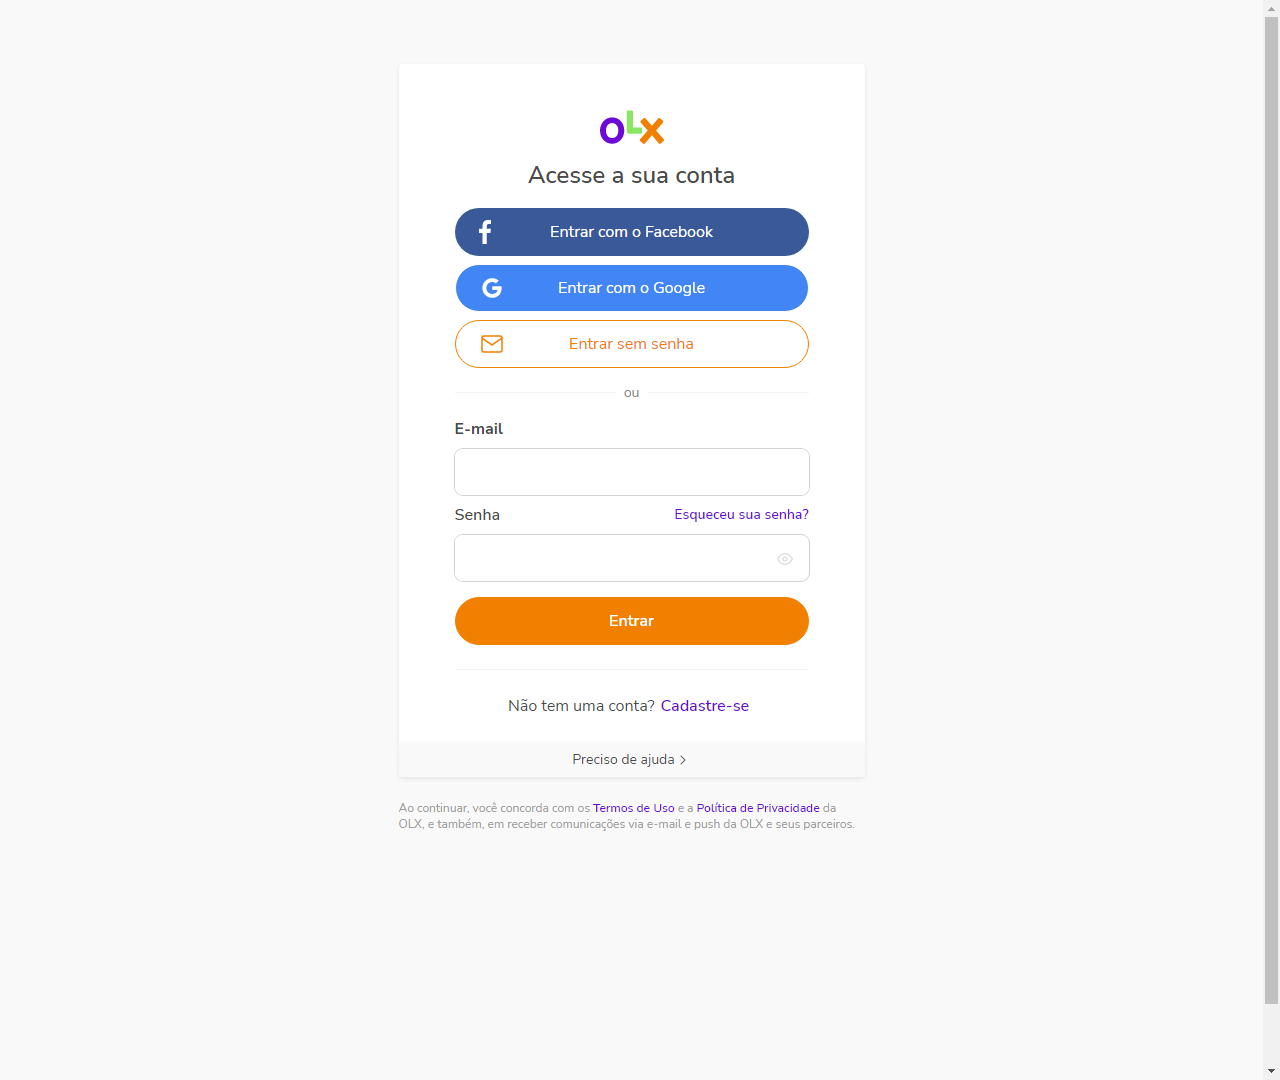 OLX
Acesse a sua conta
Entrar com o Facebook
Entrar com o Google
Entrar sem senha
ou
E-mail
Senha
Esqueceu sua senha?
Entrar
Não tem uma conta? Cadastre-se
Preciso de ajuda
Ao continuar, você concorda com os Termos de Uso e a Política de Privacidade da
OLX, e também, em receber comunicações via e-mail e push da OLX e seus parceiros.